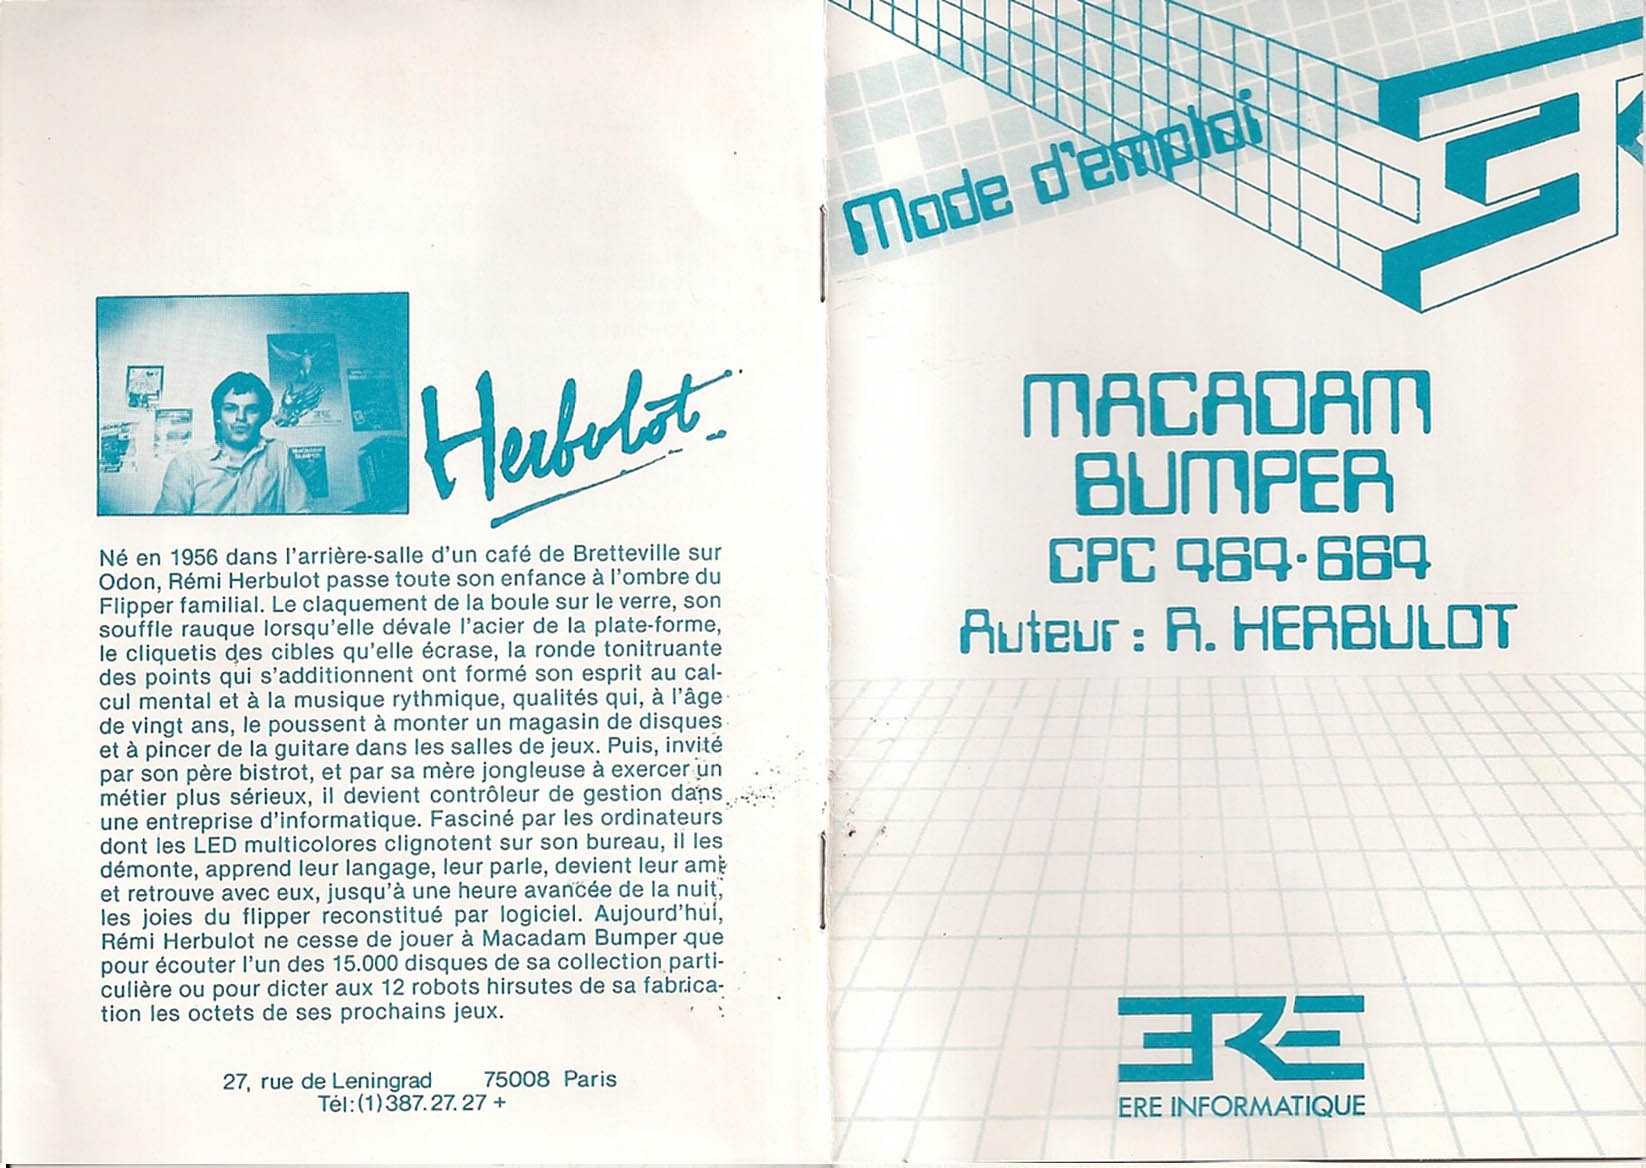 Herbulot
Né en 1956 dans l'arrière-salle d'un café de Bretteville sur
Odon, Rémi Herbulot passe toute son enfance à l'ombre du
Flipper familial. Le claquement de la boule sur le verre, son
souffle rauque lorsqu'elle dévale l'acier de la plate-forme,
le cliquetis des cibles qu'elle écrase, la ronde tonitruante
des points qui s'additionnent ont formé son esprit au cal-
cul mental et à la musique rythmique, qualités qui, à l'âge
de vingt ans, le poussent à monter un magasin de disques
et à pincer de la guitare dans les salles de jeux. Puis, invité
par son père bistrot, et par sa mère jongleuse à exercer un
métier plus sérieux, il devient contrôleur de gestion dans
une entreprise d'informatique. Fasciné par les ordinateurs
dont les LED multicolores clignotent sur son bureau, il les
démonte, apprend leur langage, leur parle, devient leur ami
et retrouve avec eux, jusqu'à une heure avancée de la nuit,
les joies du flipper reconstitué par logiciel. Aujourd'hui,
Rémi Herbulot ne cesse de jouer à Macadam Bumper que
pour écouter l'un des 15.000 disques de sa collection parti-
culière ou pour dicter aux 12 robots hirsutes de sa fabrica-
tion les octets de ses prochains jeux.
27, rue de Leningrad 75008 Paris
Tél:(1)387.27.27 +
Mode d'emploi
MACADAM
BUMPER
CPC 464·664
Auteur : R. HERBULOT
ERE
ERE INFORMATIQUE